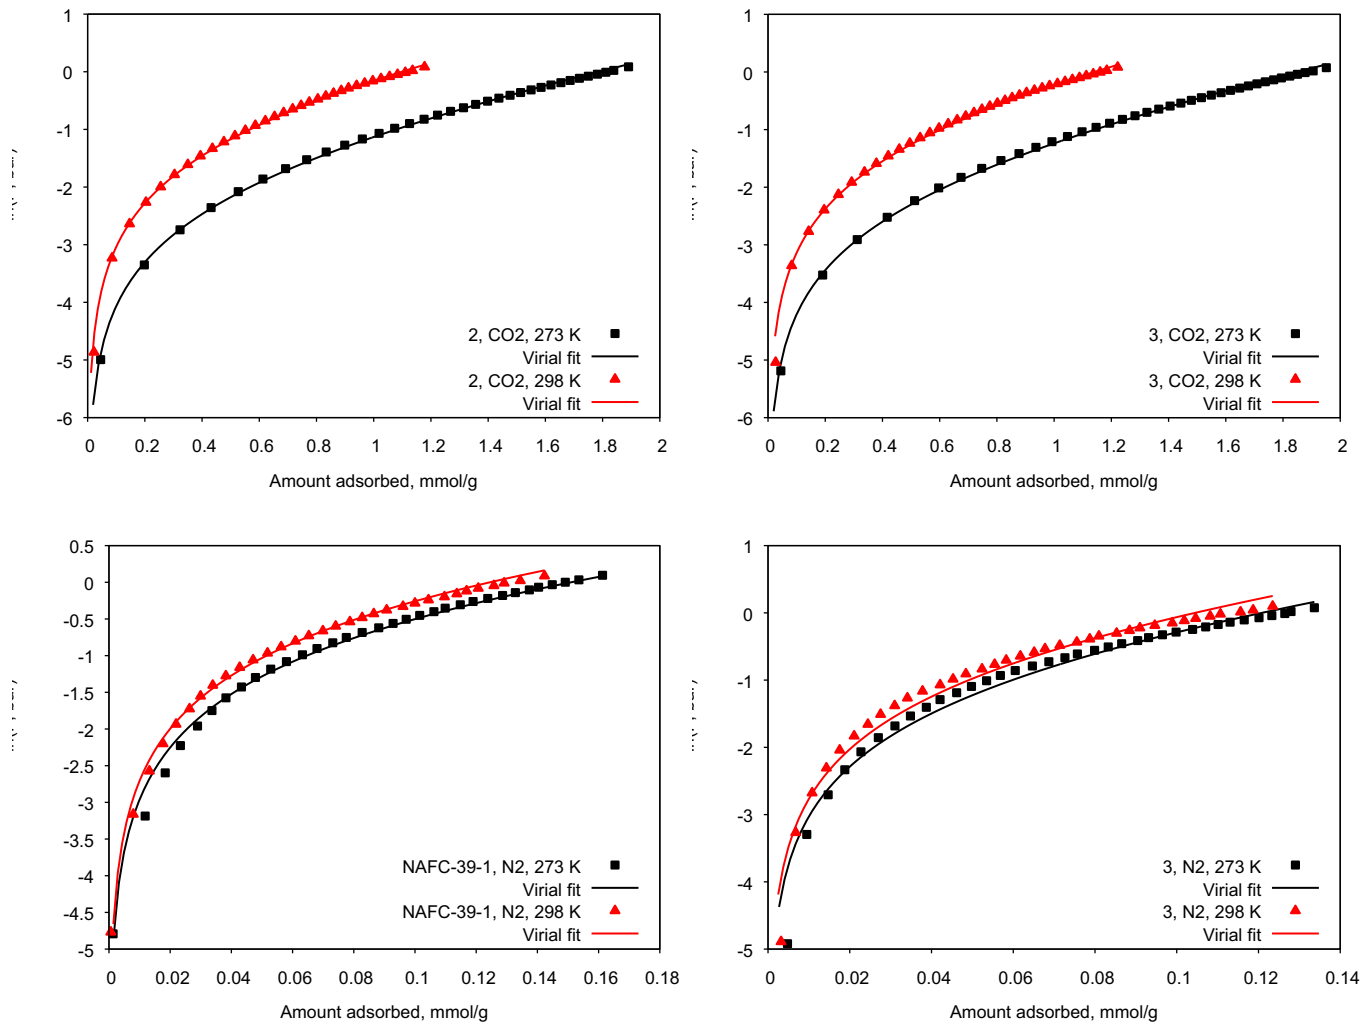 1
0
-1
-2
-3
-4
-5
-6
2, CO2, 273 K
Virial fit
2, CO2, 298 K
Virial fit
0 0.2 0.4 0.6 0.8 1 1.2 1.4 1.6 1.8 2
Amount adsorbed, mmol/g
1
0
-1
-2
-3
-4
-5
-6
3, CO2, 273 K
Virial fit
3, CO2, 298 K
Virial fit
0 0.2 0.4 0.6 0.8 1 1.2 1.4 1.6 1.8 2
Amount adsorbed, mmol/g
0.5
0
-0.5
-1
-1.5
-2
-2.5
-3
-3.5
-4
-4.5
-5
NAFC-39-1, N2, 273 K
Virial fit
NAFC-39-1, N2, 298 K
Virial fit
0 0.02 0.04 0.06 0.08 0.1 0.12 0.14 0.16 0.18
Amount adsorbed, mmol/g
1
0
-1
-2
-3
-4
-5
3, N2, 273 K
Virial fit
3, N2, 298 K
Virial fit
0 0.02 0.04 0.06 0.08 0.1 0.12 0.14
Amount adsorbed, mmol/g